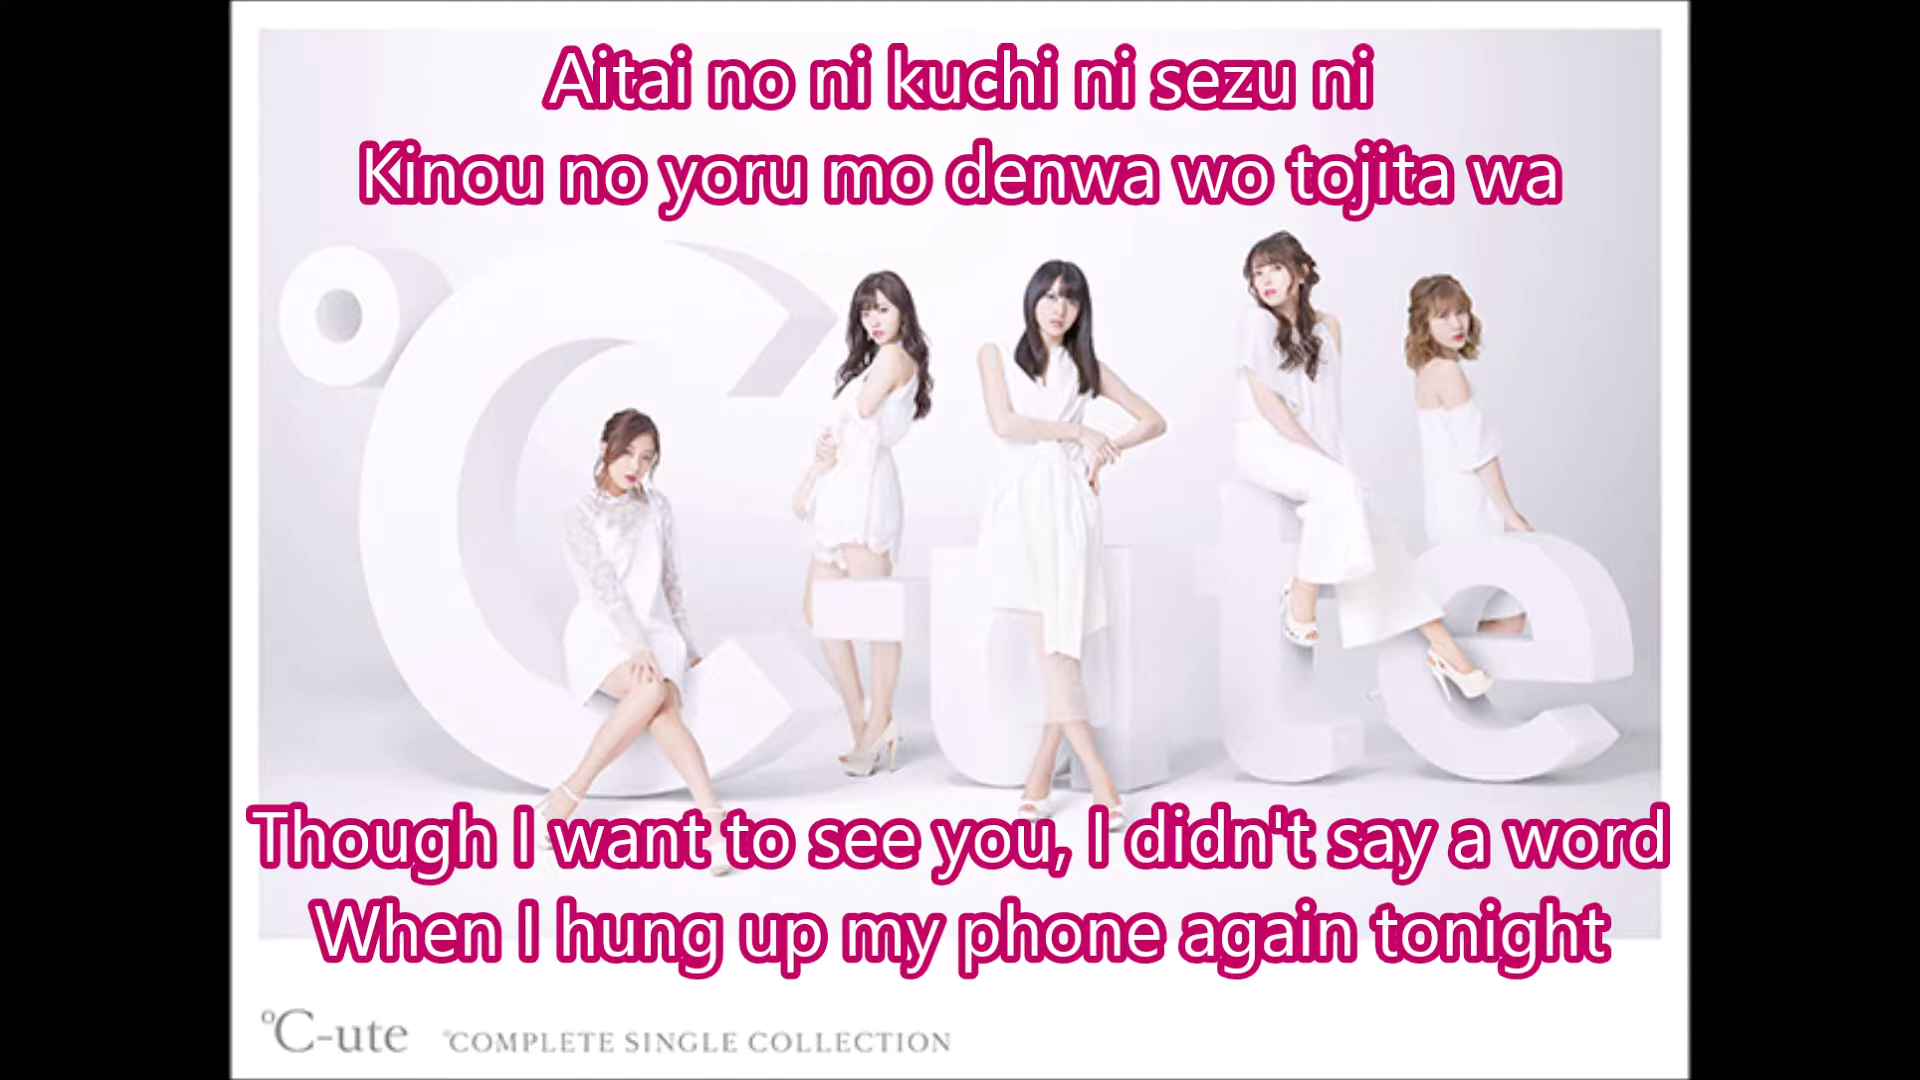 Aitai no ni kuchi ni sezu ni
Kinou no yoru mo denwa wo tojita wa
°C-ute
Though I want to see you, I didn't say a word
When I hung up my phone again tonight
°C-ute °COMPLETE SINGLE COLLECTION